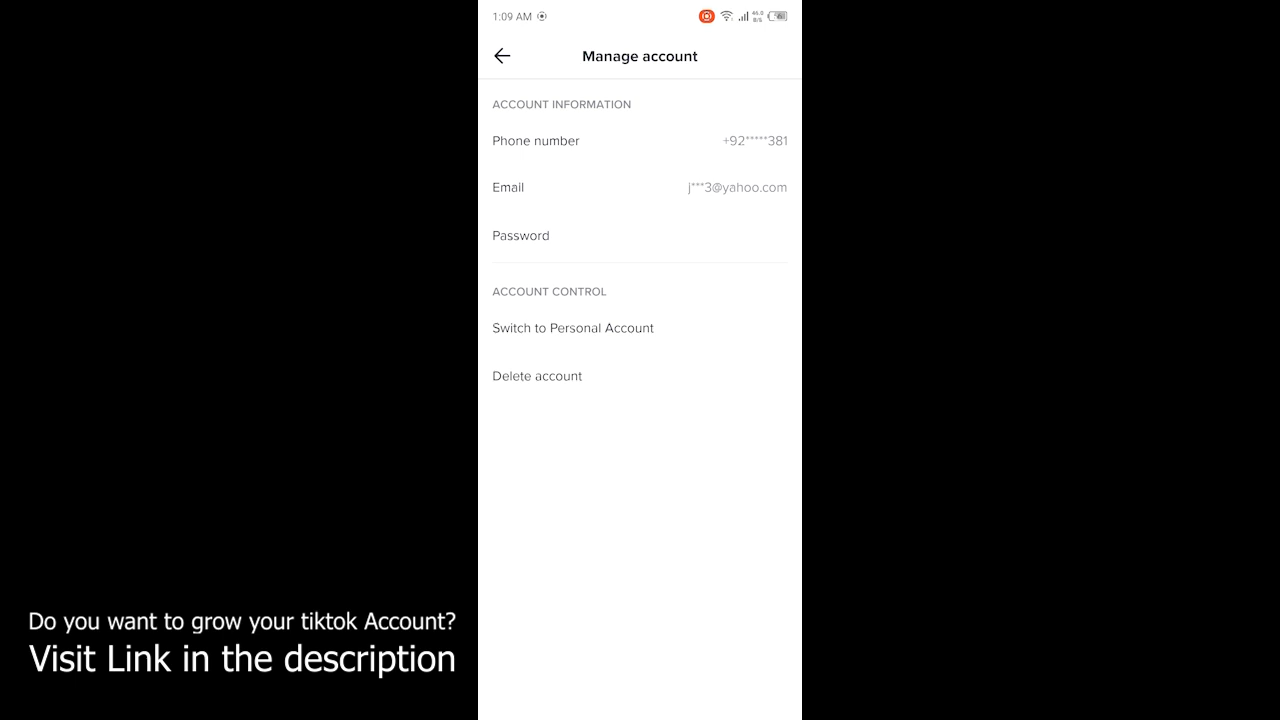 1:09 AM
Manage account
ACCOUNT INFORMATION
Phone number +92*****381
Email j***3@yahoo.com
Password
ACCOUNT CONTROL
Switch to Personal Account
Delete account
Do you want to grow your tiktok Account?
Visit Link in the description